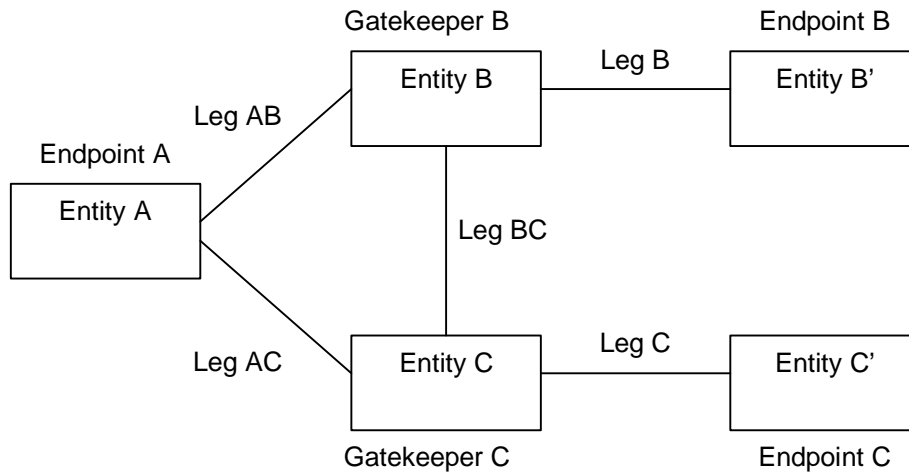 Gatekeeper B
Endpoint B
Entity B
Leg B
Entity B’
Leg AB
Endpoint A
Entity A
Leg BC
Leg AC
Entity C
Leg C
Entity C’
Gatekeeper C
Endpoint C